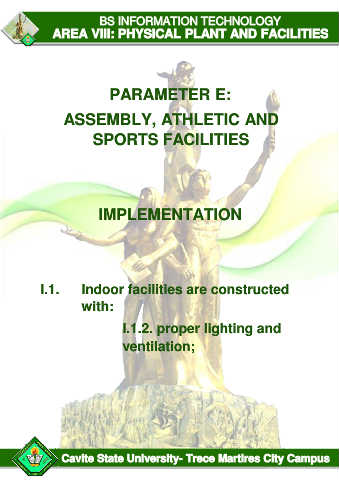 BS INFORMATION TECHNOLOGY
AREA VIII: PHYSICAL PLANT AND FACILITIES
PARAMETER E:
ASSEMBLY, ATHLETIC AND
SPORTS FACILITIES
IMPLEMENTATION
I.1. Indoor facilities are constructed
with:
I.1.2. proper lighting and
ventilation;
Cavite State University- Trece Martires City Campus